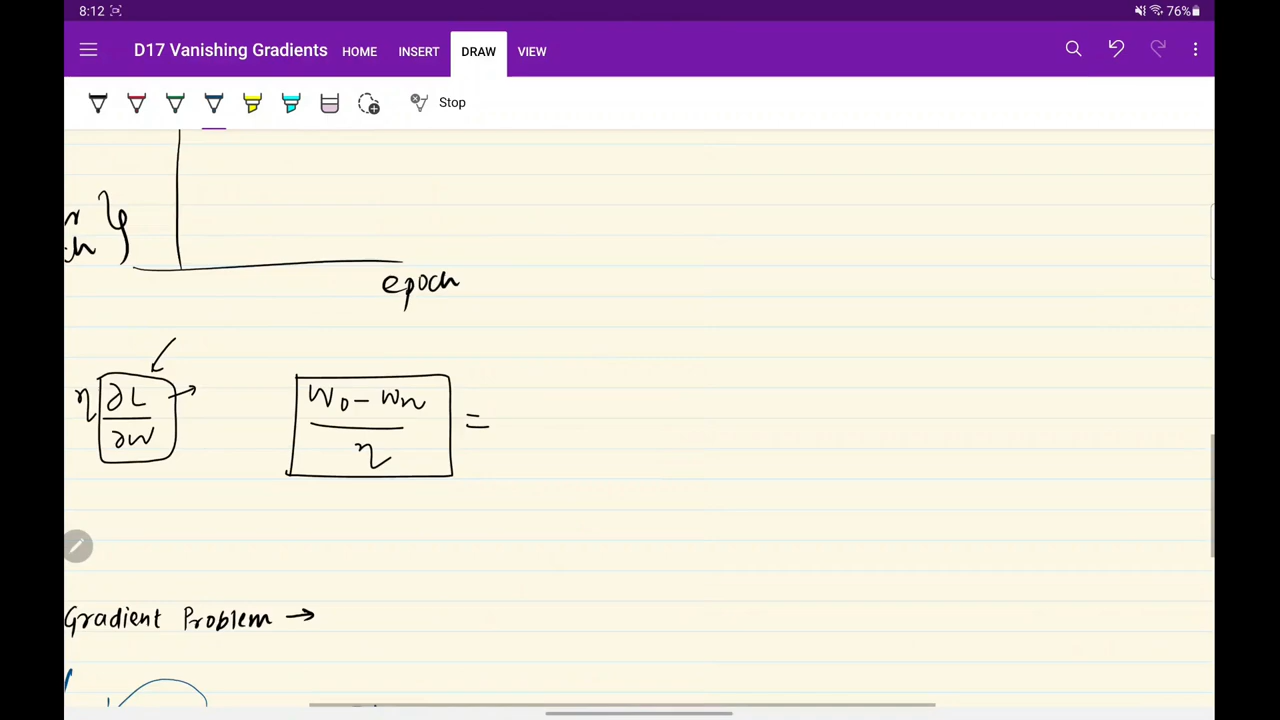 8:12 76%
D17 Vanishing Gradients HOME INSERT DRAW VIEW
Stop
epoch
η ∂L/∂W
W₀ - Wₙ/η =
Gradient Problem →